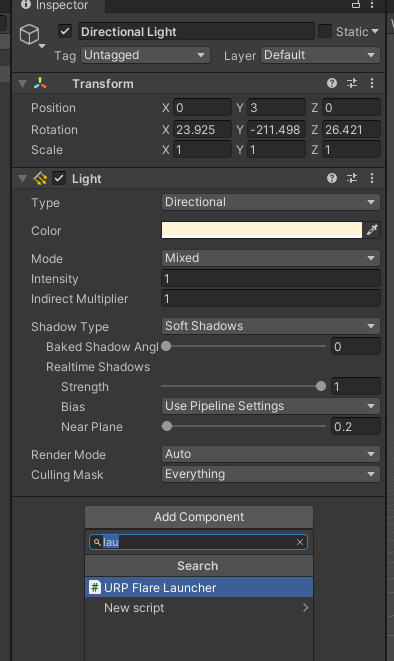 Inspector
Directional Light
Static
Tag Untagged Layer Default
Transform
Position X 0 Y 3 Z 0
Rotation X 23.925 Y -211.498 Z 26.421
Scale X 1 Y 1 Z 1
Light
Type Directional
Color
Mode Mixed
Intensity 1
Indirect Multiplier 1
Shadow Type Soft Shadows
Baked Shadow Angl 0
Realtime Shadows
Strength 1
Bias Use Pipeline Settings
Near Plane 0.2
Render Mode Auto
Culling Mask Everything
Add Component
lau
Search
# URP Flare Launcher
New script